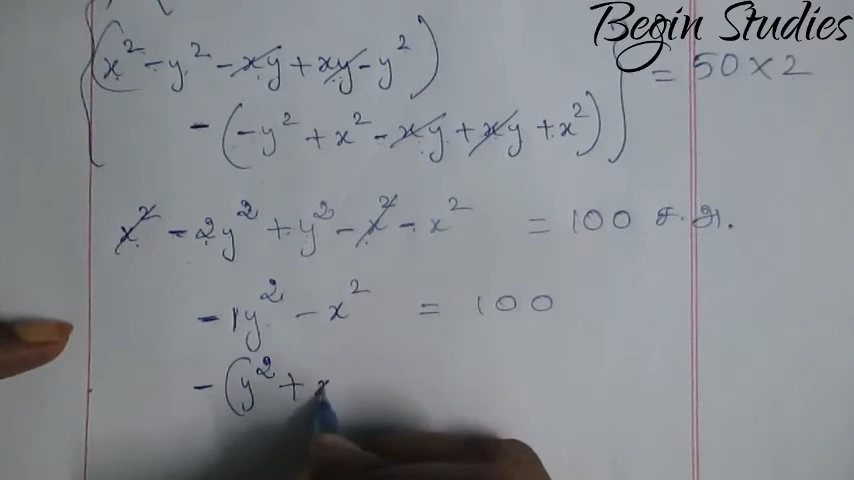 Begin Studies
(x² - y² - xy + xy - y²)
= 50 × 2
- (-y² + x² - xy + xy + x²)
x² - 2y² + y² - x² - x² = 100 ச.அ.
- 1y² - x² = 100
- (y² + x